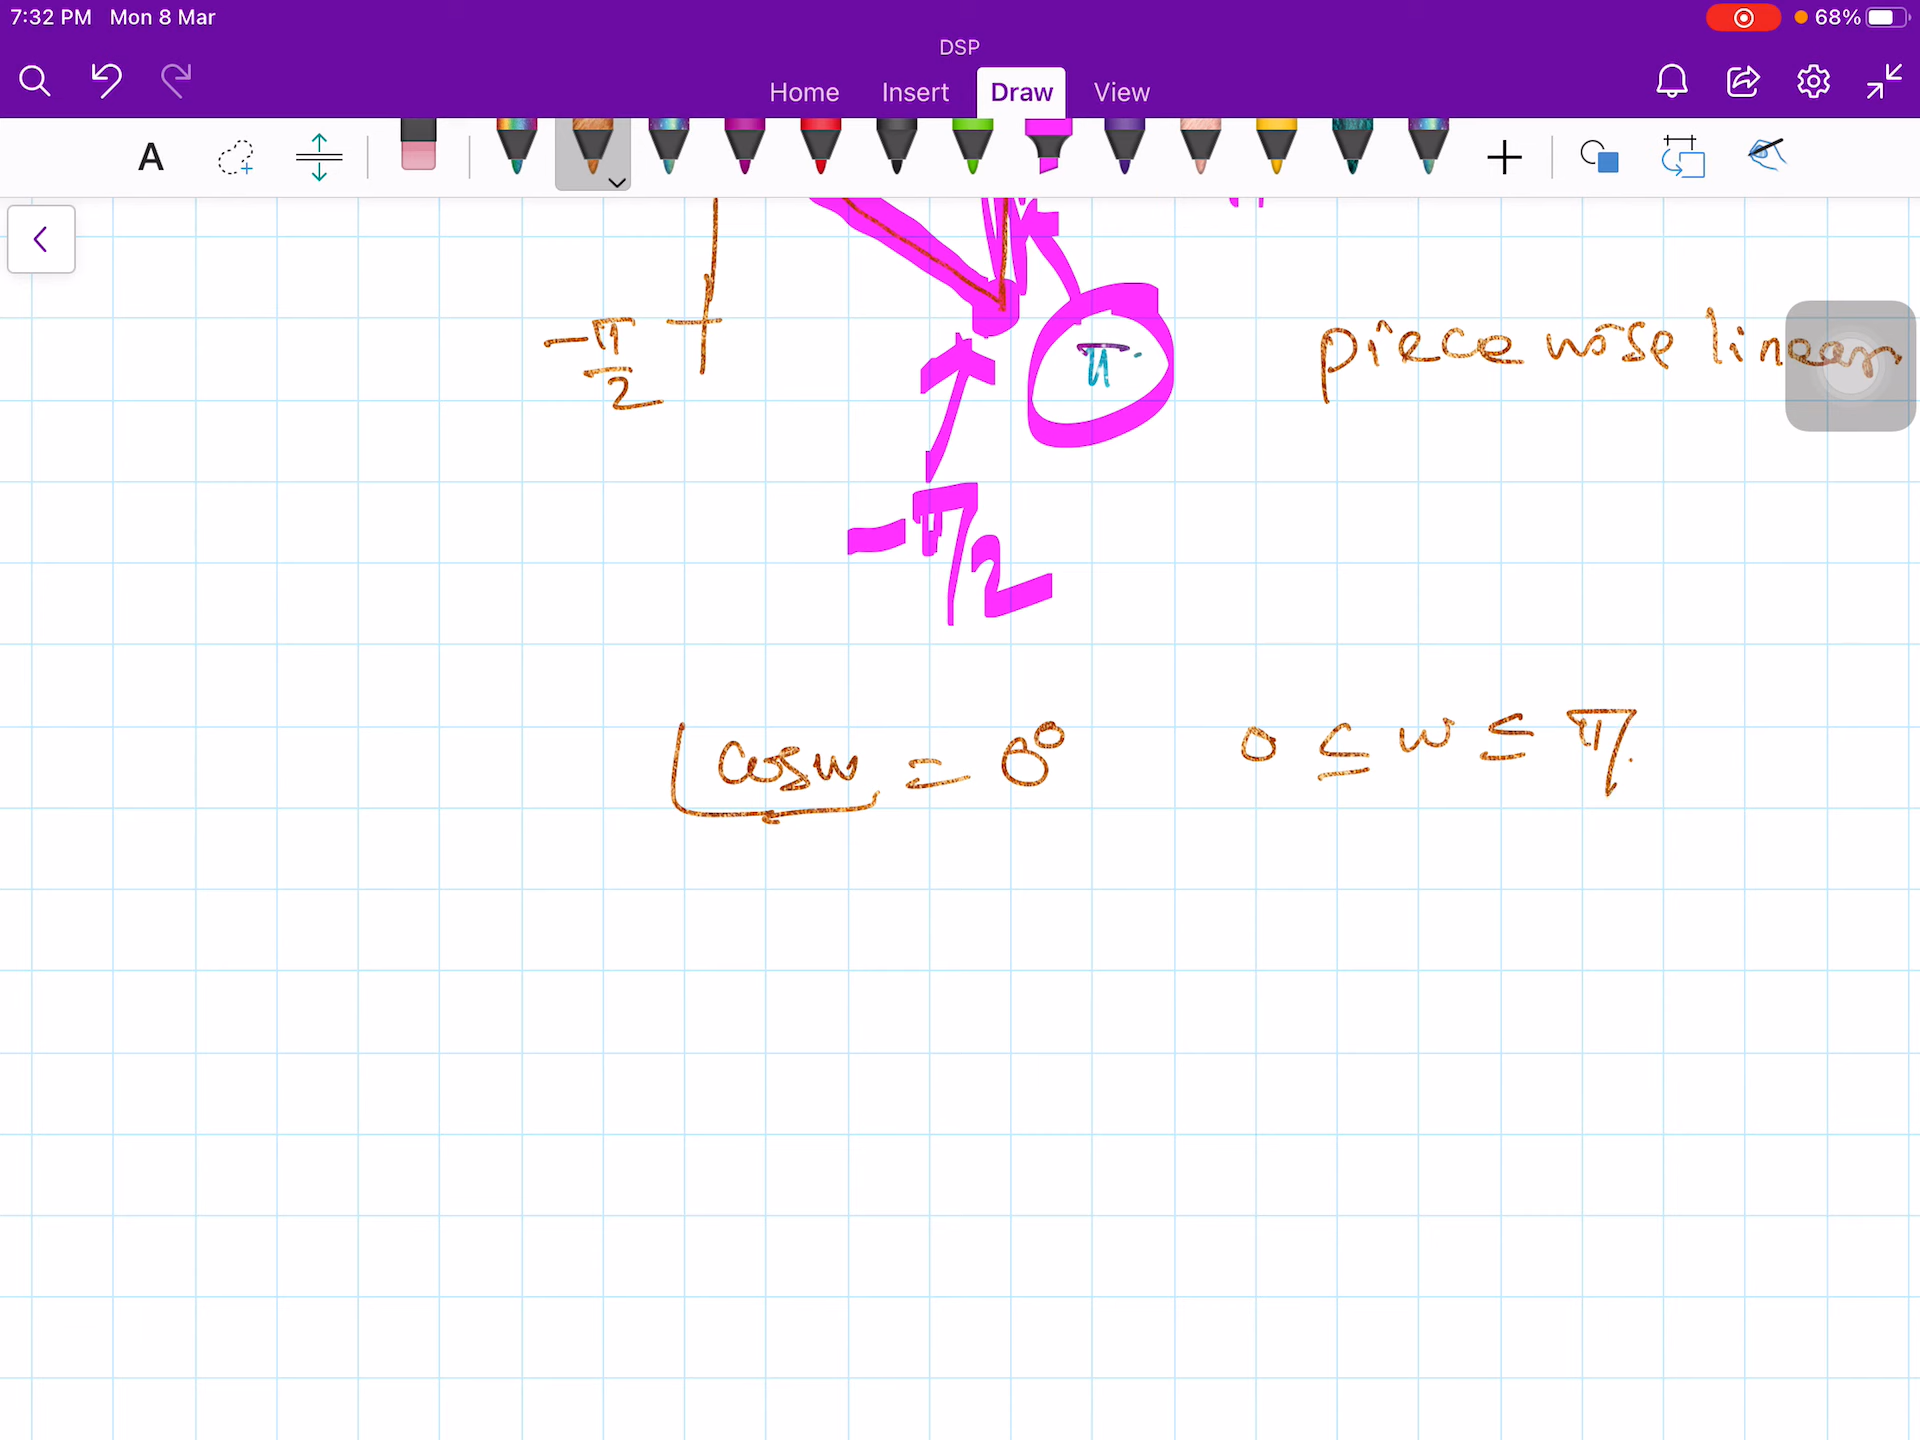 7:32 PM Mon 8 Mar
68%
DSP
Home Insert Draw View
A
-π/2
π
piece wise linear
-π/2
∠cosω = 0° 0 ≤ ω ≤ π/.